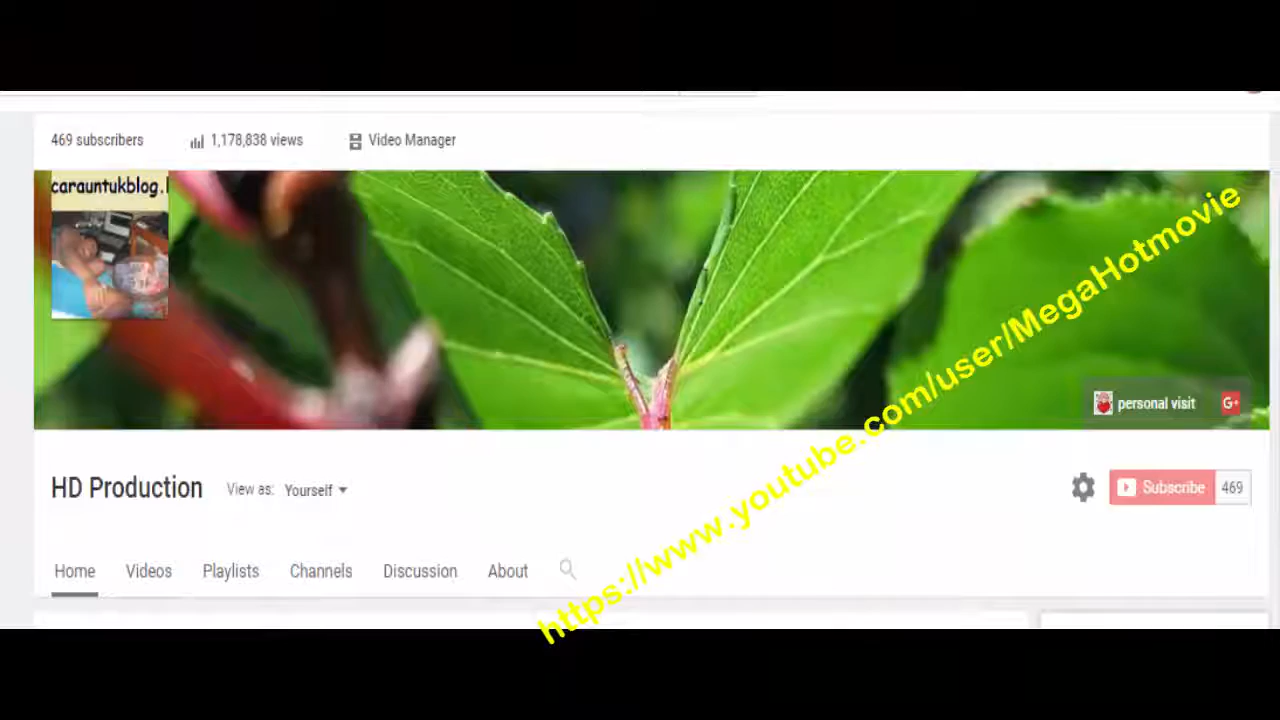 469 subscribers
1,178,838 views
Video Manager
carauntukblog.
personal visit
G+
HD Production
View as: Yourself
Subscribe 469
Home Videos Playlists Channels Discussion About
https://www.youtube.com/user/MegaHotmovie